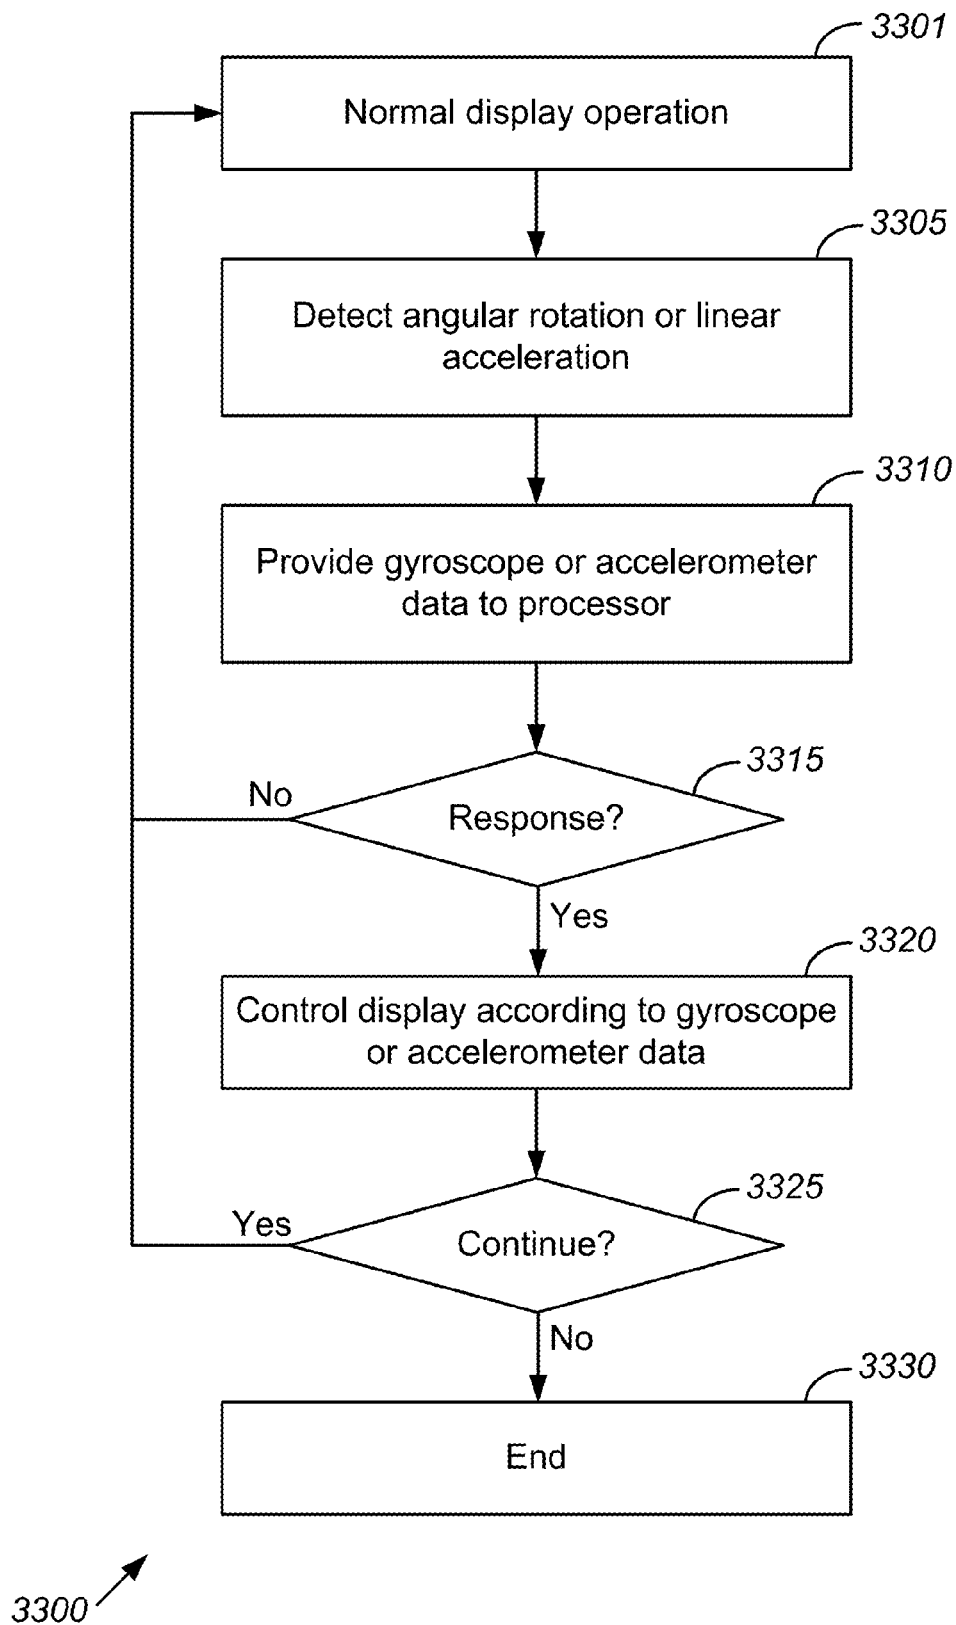 3301
Normal display operation
3305
Detect angular rotation or linear
acceleration
3310
Provide gyroscope or accelerometer
data to processor
3315
No
Response?
Yes
3320
Control display according to gyroscope
or accelerometer data
3325
Yes
Continue?
No
3330
End
3300